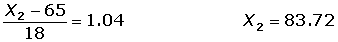 X₂ − 65 / 18 = 1.04    X₂ = 83.72